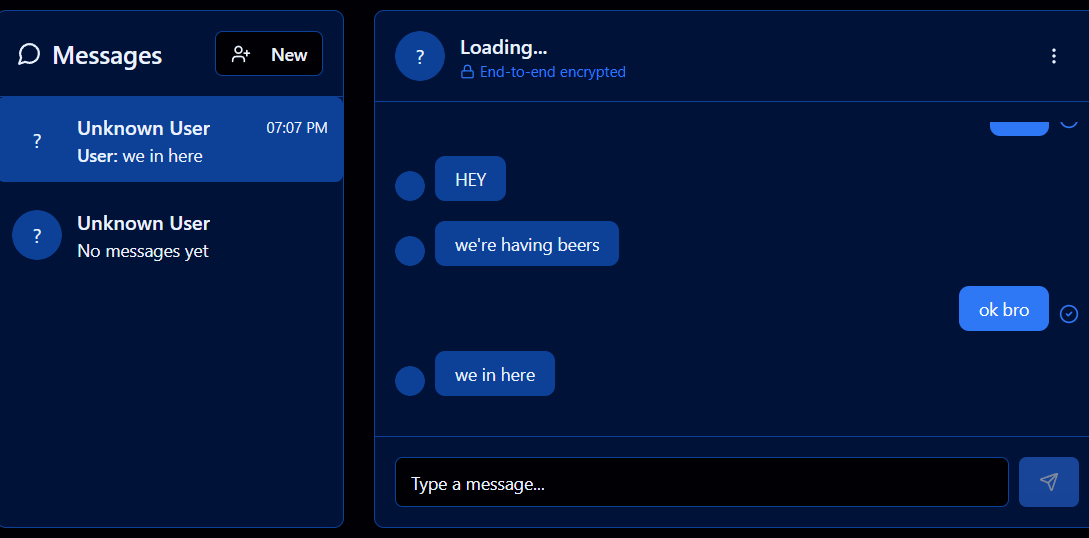 Messages
New
Unknown User
07:07 PM
User: we in here
?
Unknown User
?
No messages yet
?
Loading...
End-to-end encrypted
HEY
we're having beers
ok bro
we in here
Type a message...